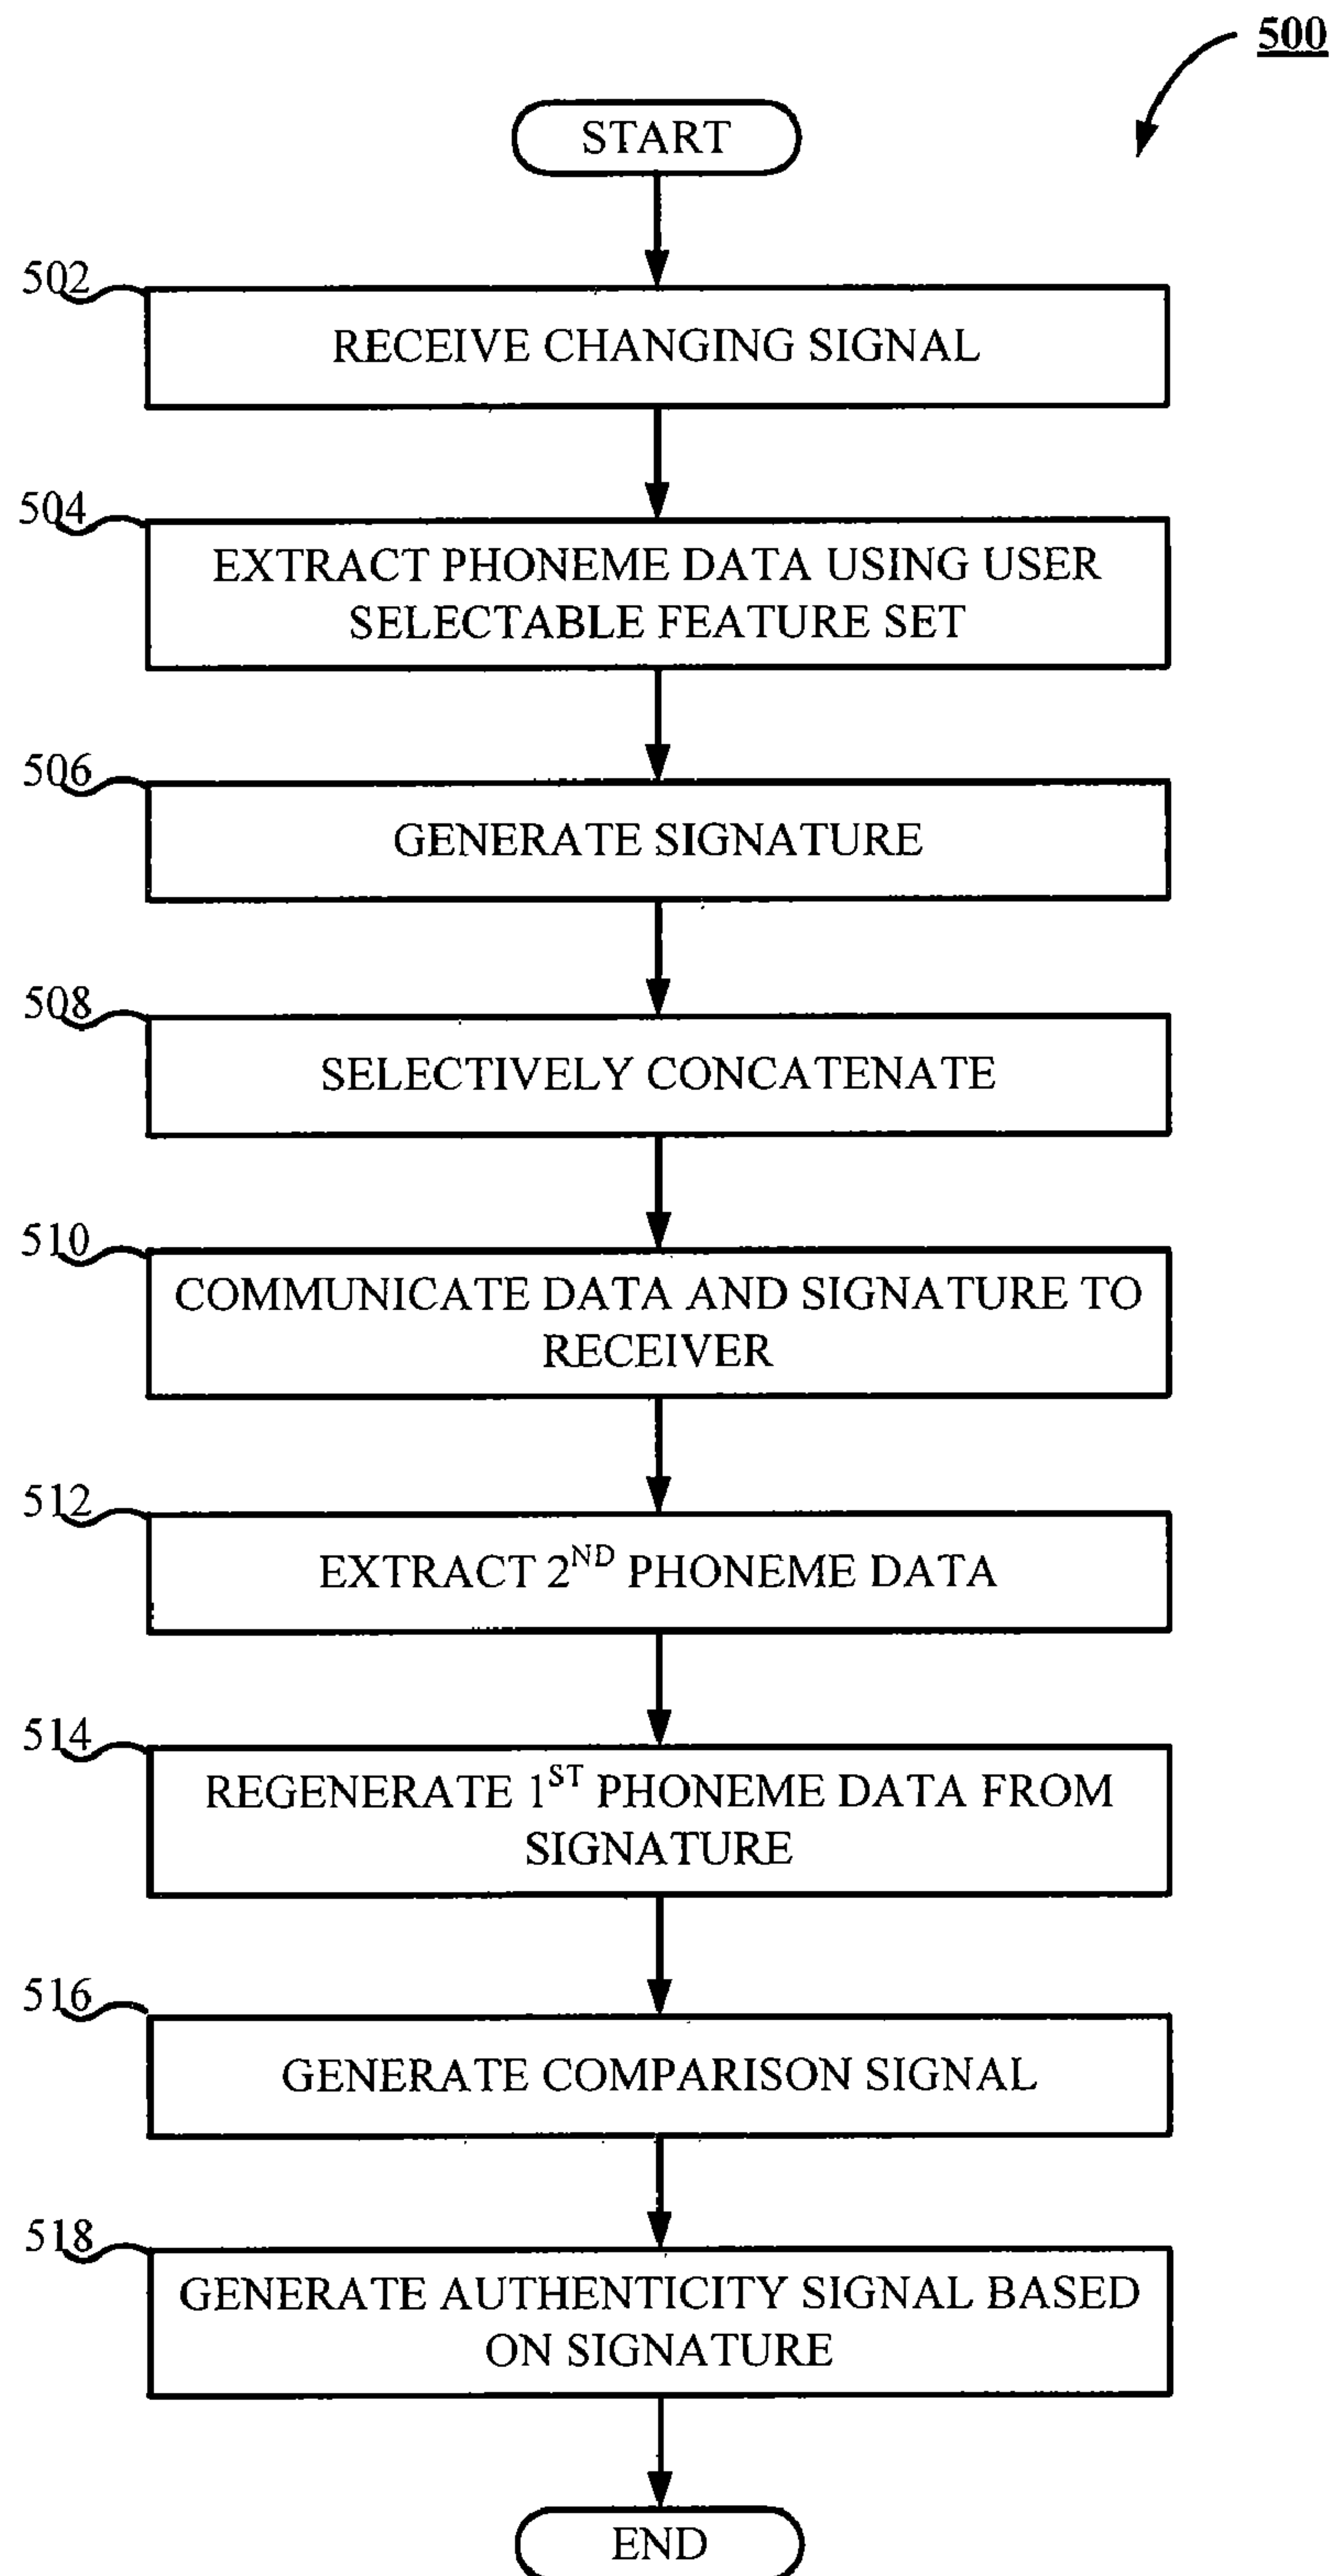 500
START
502
RECEIVE CHANGING SIGNAL
504
EXTRACT PHONEME DATA USING USER
SELECTABLE FEATURE SET
506
GENERATE SIGNATURE
508
SELECTIVELY CONCATENATE
510
COMMUNICATE DATA AND SIGNATURE TO
RECEIVER
512
EXTRACT 2ND PHONEME DATA
514
REGENERATE 1ST PHONEME DATA FROM
SIGNATURE
516
GENERATE COMPARISON SIGNAL
518
GENERATE AUTHENTICITY SIGNAL BASED
ON SIGNATURE
END